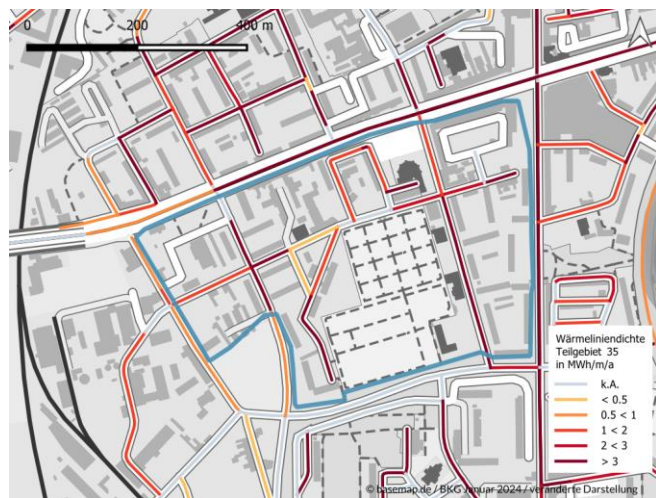 0 200 400 m
Wärmeliniendichte
Teilgebiet 35
in MWh/m/a
k.A.
< 0.5
0.5 < 1
1 < 2
2 < 3
> 3
© basemap.de / BKG Januar 2024 / veränderte Darstellung